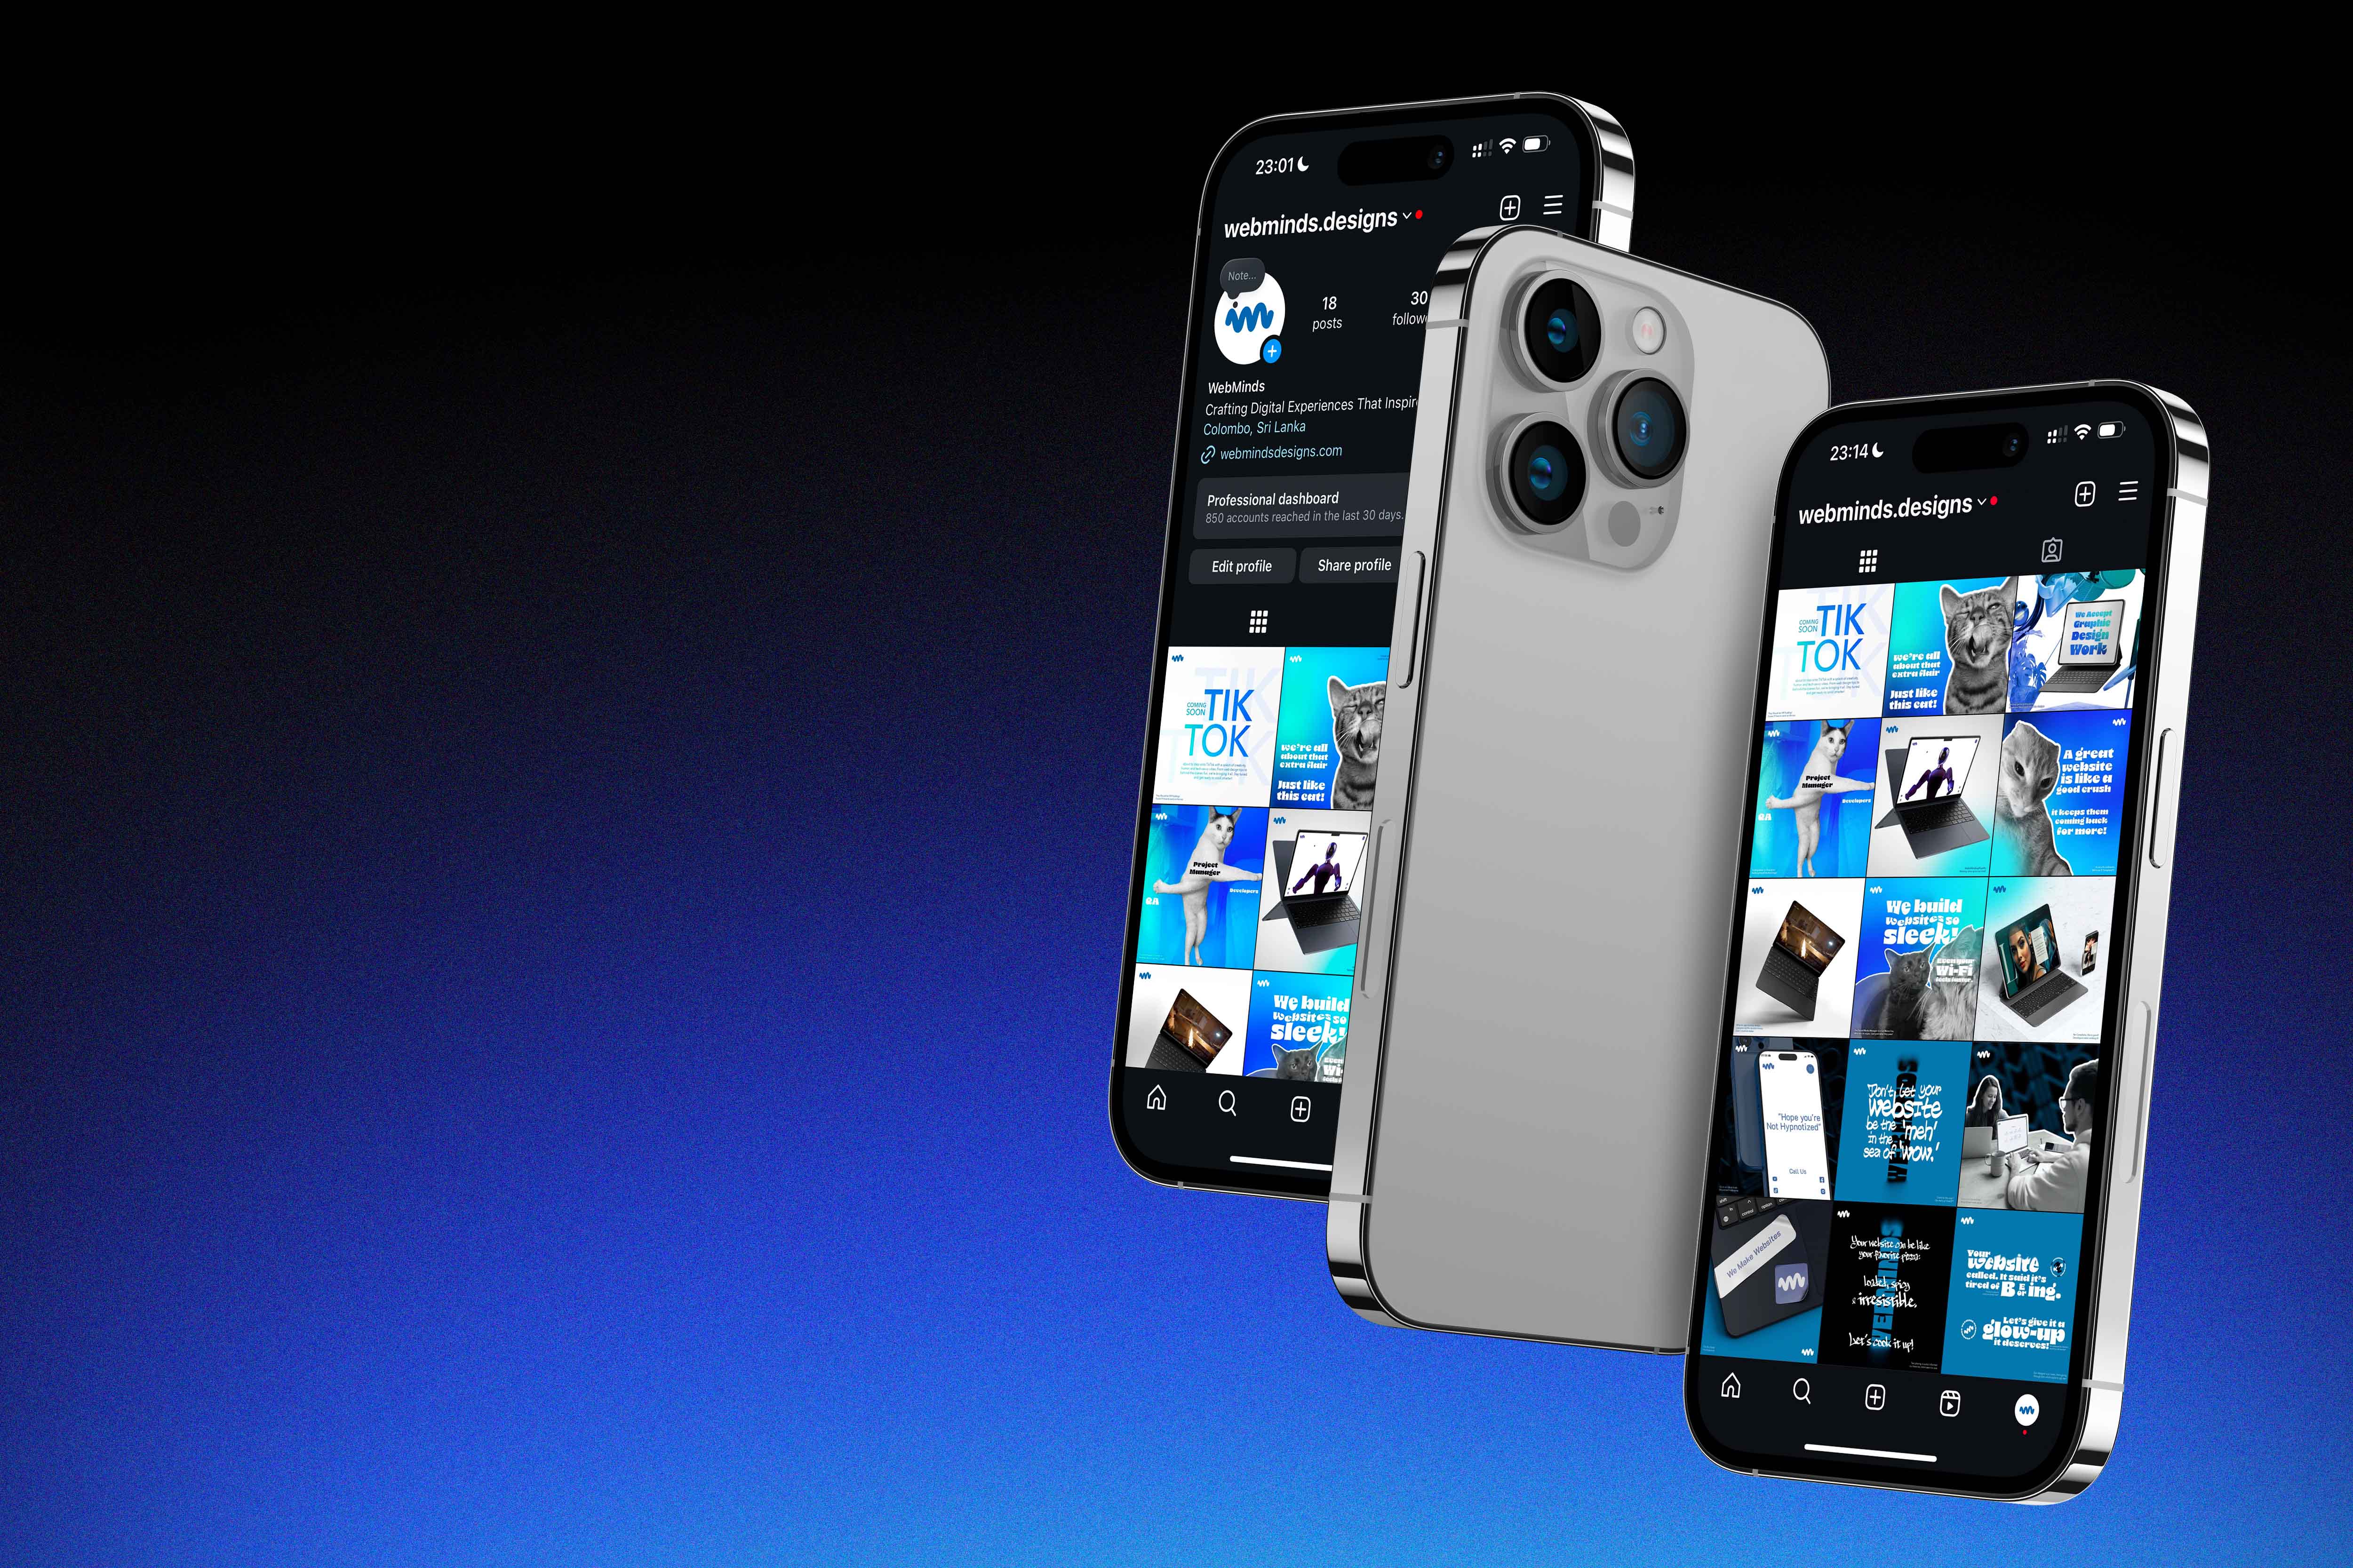 23:01
webminds.designs
Note...
18
posts
30
follow
WebMinds
Crafting Digital Experiences That Inspir
Colombo, Sri Lanka
webmindsdesigns.com
Professional dashboard
850 accounts reached in the last 30 days.
Edit profile
Share profile
COMING
SOON
TIK
TOK
we're all
about that
extra flair
Just like
this cat!
Project
Manager
Developers
QA
We build
websites so
sleek!
23:14
webminds.designs
COMING
SOON
TIK
TOK
we're all
about that
extra flair
Just like
this cat!
We Accept
Graphic
Design
Work
Project
Manager
Developers
QA
A great
website
is like a
good crush
it keeps them
coming back
for more!
We build
websites so
sleek!
Even your
Wi-Fi
"Hope you're
Not Hypnotized"
Call Us
WEBMINDS
Don't let your
website
be the 'meh'
in the
sea of 'wow.'
We Make Websites
WEBMINDS
Your website can be like
your favorite pizza:
loaded, spicy
& irresistible.
Let's cook it up!
Your
website
called. It said it's
tired of B E or ing.
Let's give it a
glow-up
it deserves!